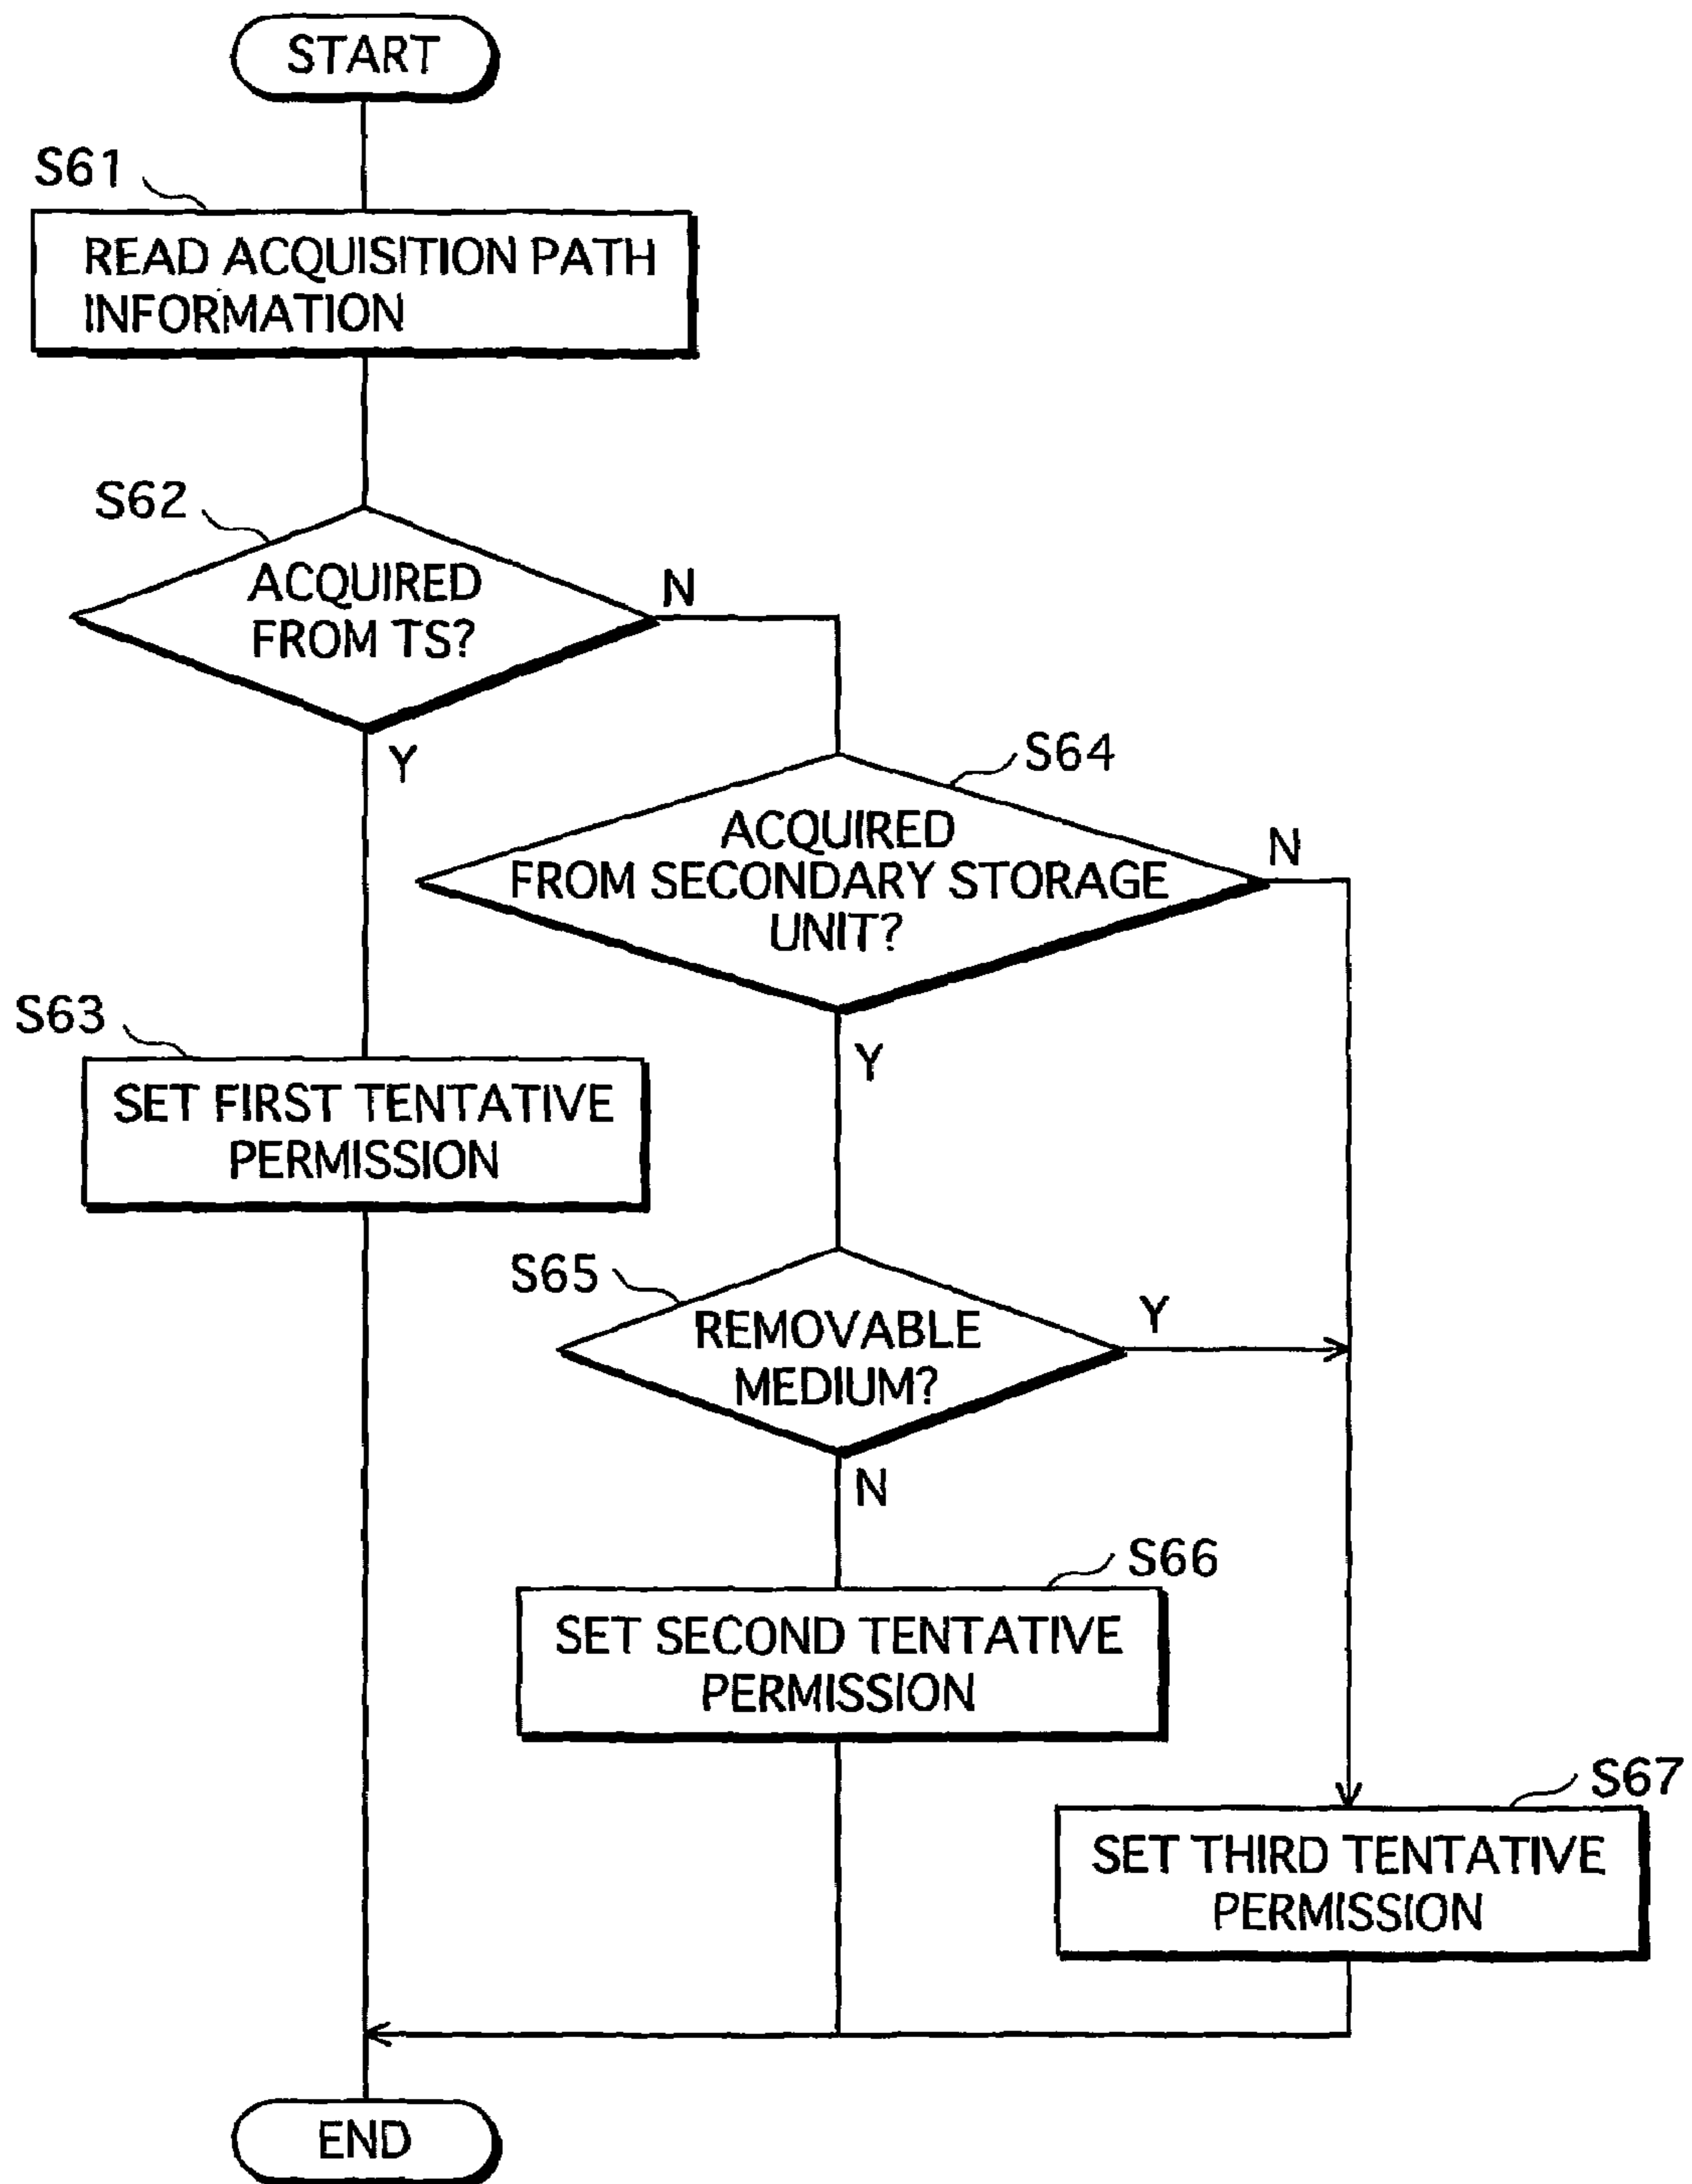 START
S61
READ ACQUISITION PATH
INFORMATION
S62
ACQUIRED
FROM TS?
N
Y
S64
ACQUIRED
FROM SECONDARY STORAGE
UNIT?
N
Y
S63
SET FIRST TENTATIVE
PERMISSION
S65
REMOVABLE
MEDIUM?
Y
N
S66
SET SECOND TENTATIVE
PERMISSION
S67
SET THIRD TENTATIVE
PERMISSION
END